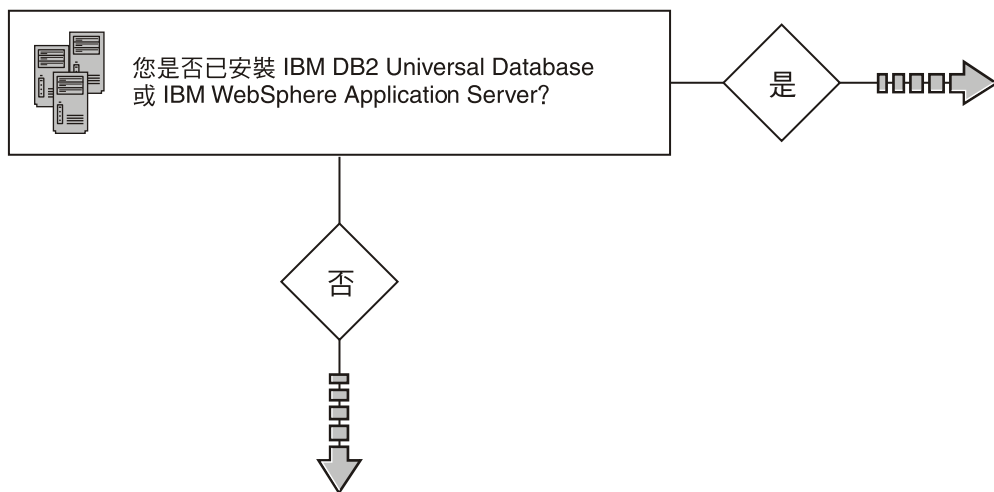 您是否已安裝 IBM DB2 Universal Database
或 IBM WebSphere Application Server?
是
否